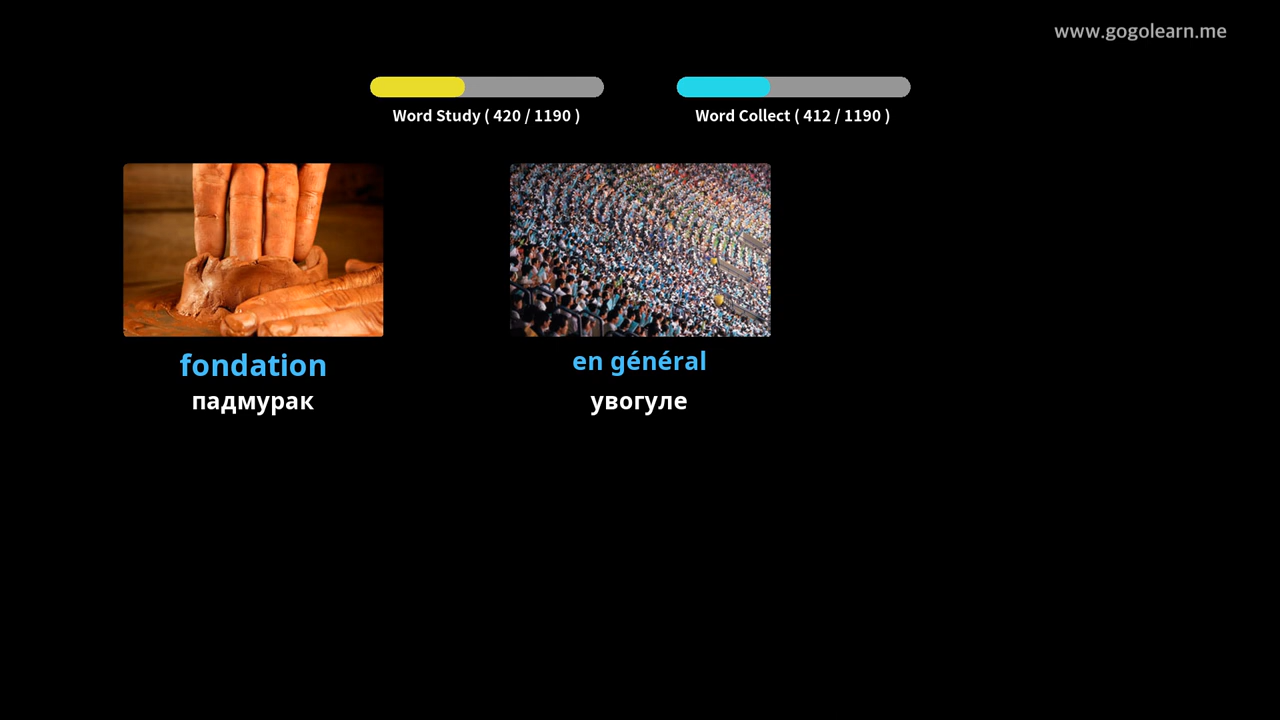 www.gogolearn.me
Word Study ( 420 / 1190 )
Word Collect ( 412 / 1190 )
fondation
падмурак
en général
увогуле